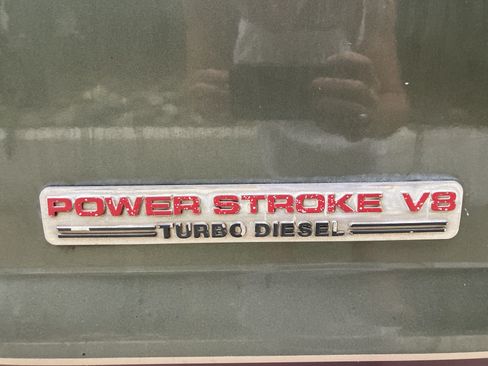 POWER STROKE V8
TURBO DIESEL